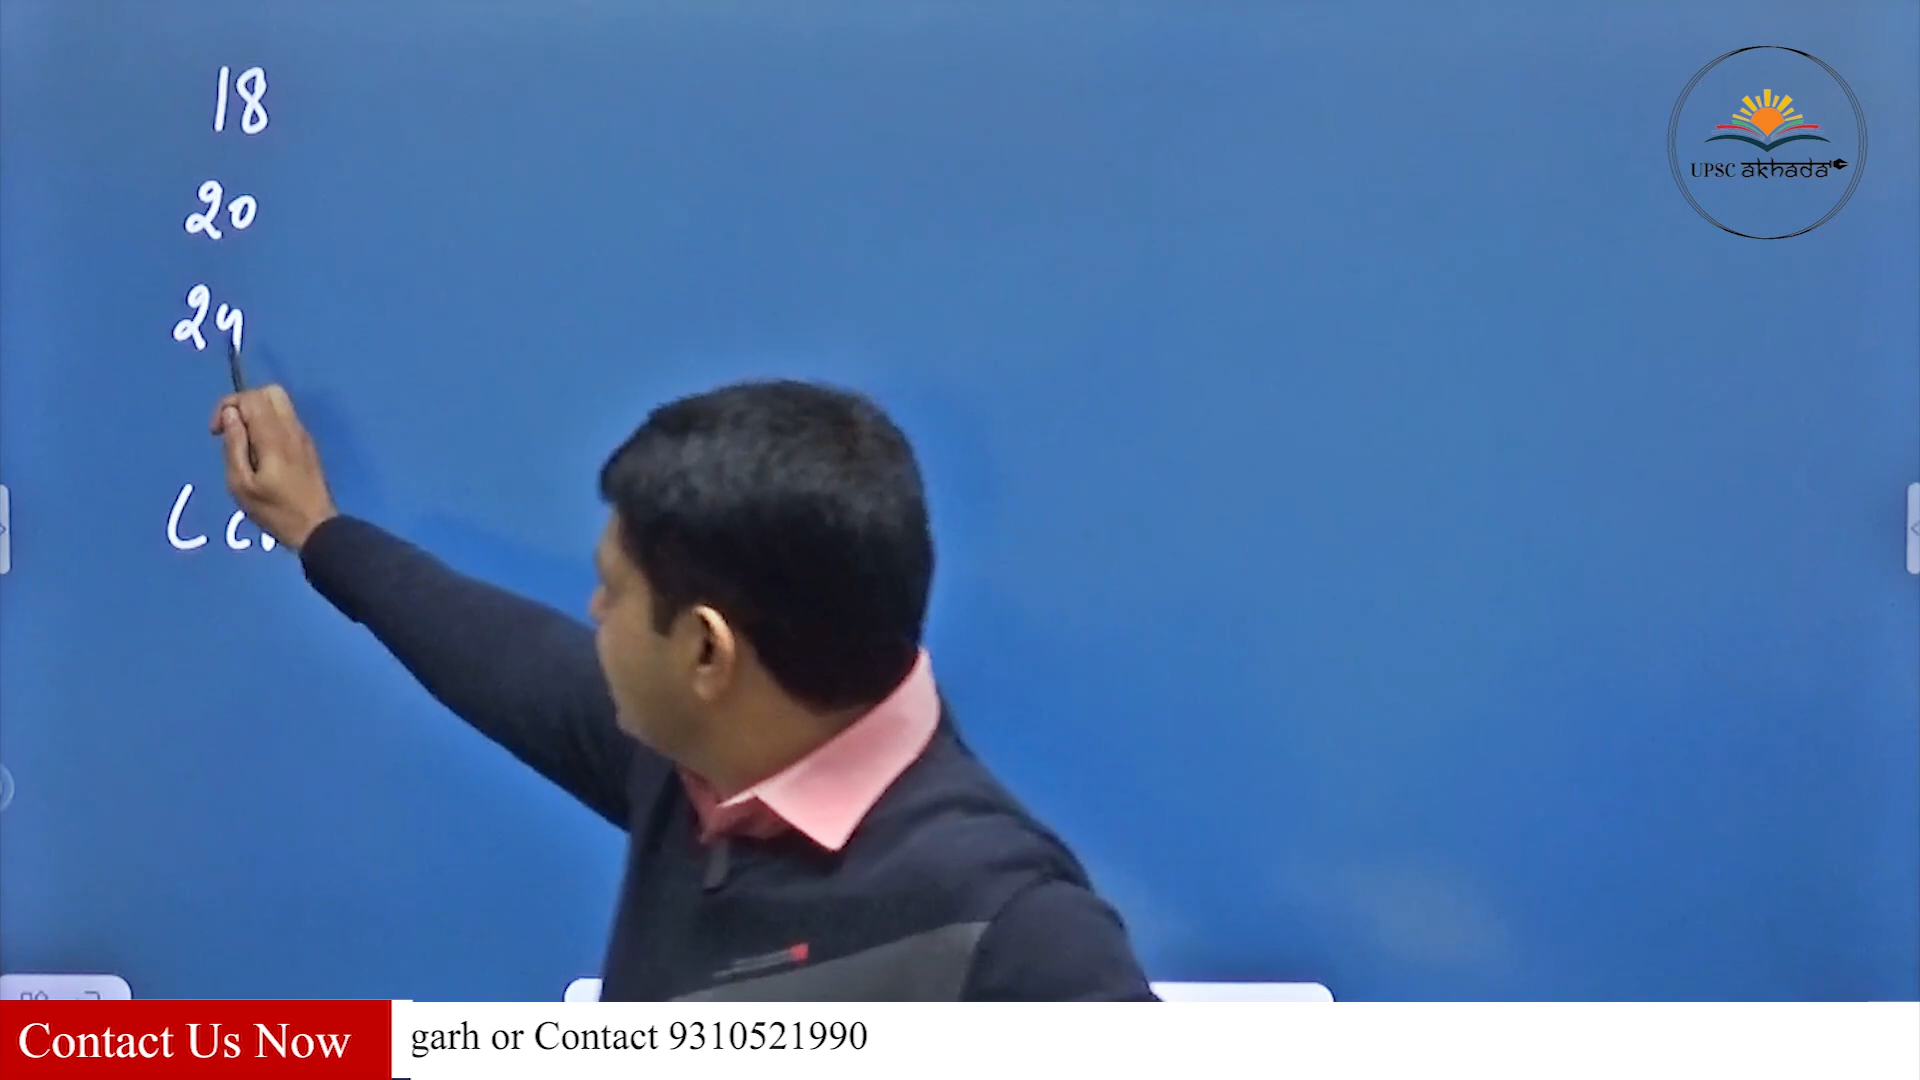 18
20
24
UPSC akhada
Contact Us Now
garh or Contact 9310521990